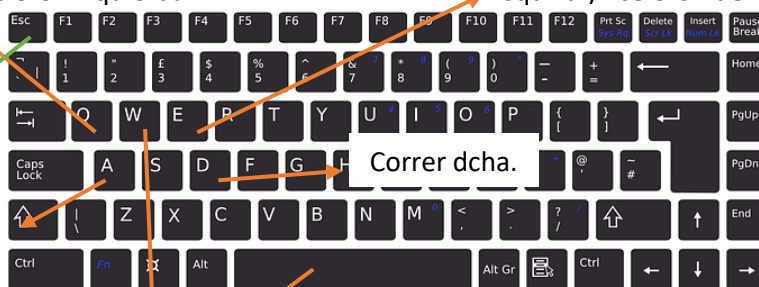 Esc F1 F2 F3 F4 F5 F6 F7 F8 F9 F10 F11 F12 Prt Sc Sys Rq Delete Scr Lk Insert Num Lk Pause Break
¬ | ! 1 " 2 £ 3 $ 4 % 5 ^ 6 & 7 7 * 8 8 ( 9 9 ) 0 * — - + = Home
Q W E R T Y U 4 I 5 O 6 P { [ } ] PgUp
Caps Lock A S D F G H Correr dcha. + @ ' ~ # PgDn
| \ Z X C V B N M 0 < , > . ? / / End
Ctrl Fn Alt Alt Gr Ctrl